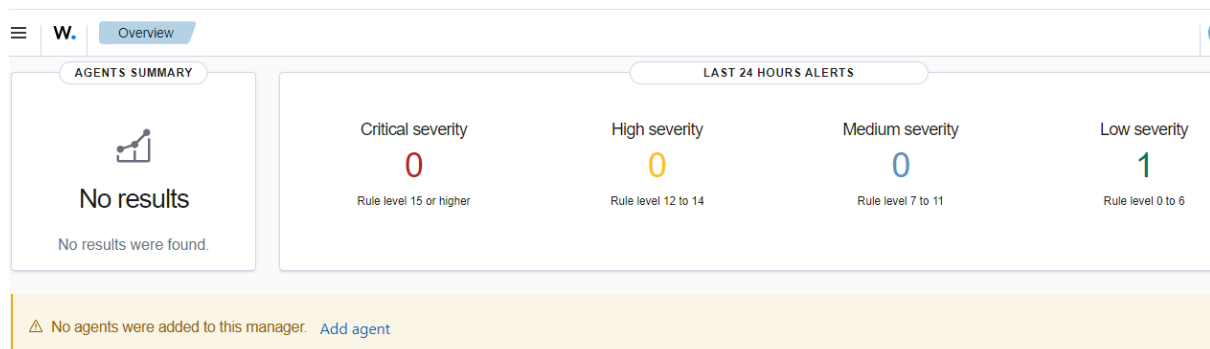 W. Overview
AGENTS SUMMARY
No results
No results were found.
LAST 24 HOURS ALERTS
Critical severity
0
Rule level 15 or higher
High severity
0
Rule level 12 to 14
Medium severity
0
Rule level 7 to 11
Low severity
1
Rule level 0 to 6
No agents were added to this manager. Add agent